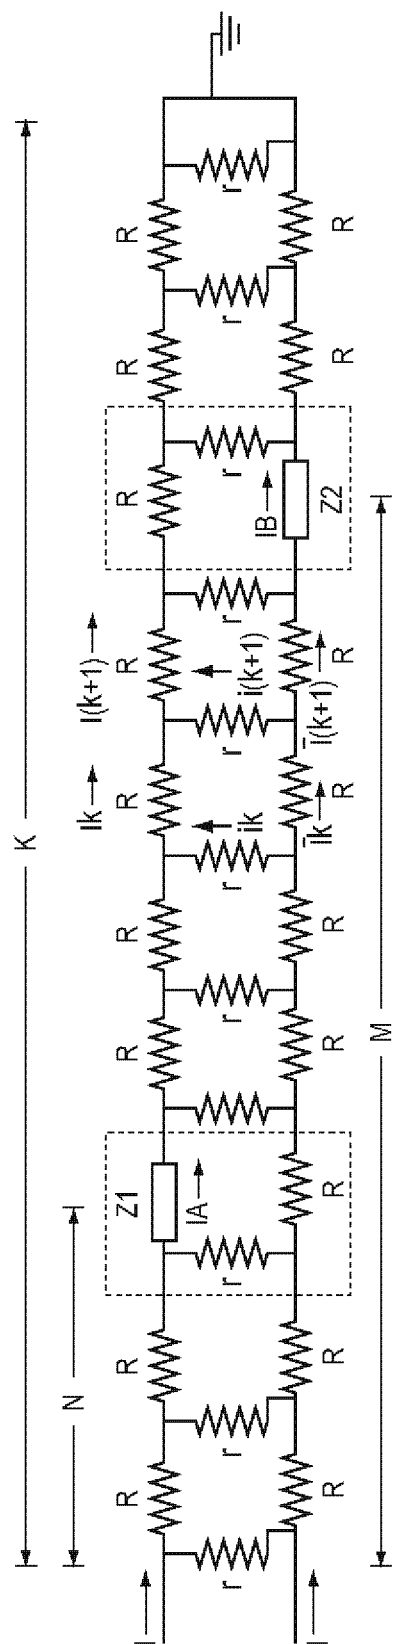 K
N
Ik I(k+1)
R R Z1 R R R R R R R
I IA
ik i(k+1)
r r r r r r r r r r
IB
I īk ī(k+1)
R R R R R R R Z2 R R
M